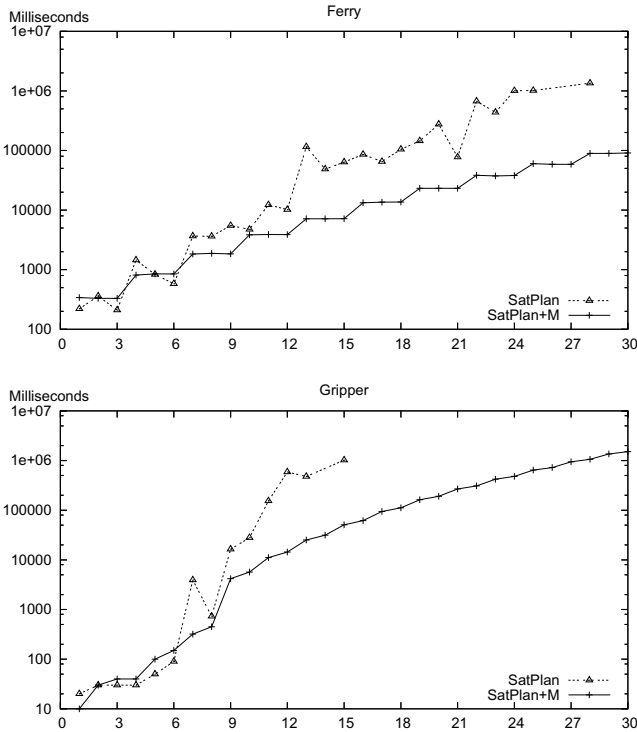 Ferry
Milliseconds
1e+07
1e+06
100000
10000
1000
100
SatPlan
SatPlan+M
0 3 6 9 12 15 18 21 24 27 30
Gripper
Milliseconds
1e+07
1e+06
100000
10000
1000
100
10
SatPlan
SatPlan+M
0 3 6 9 12 15 18 21 24 27 30